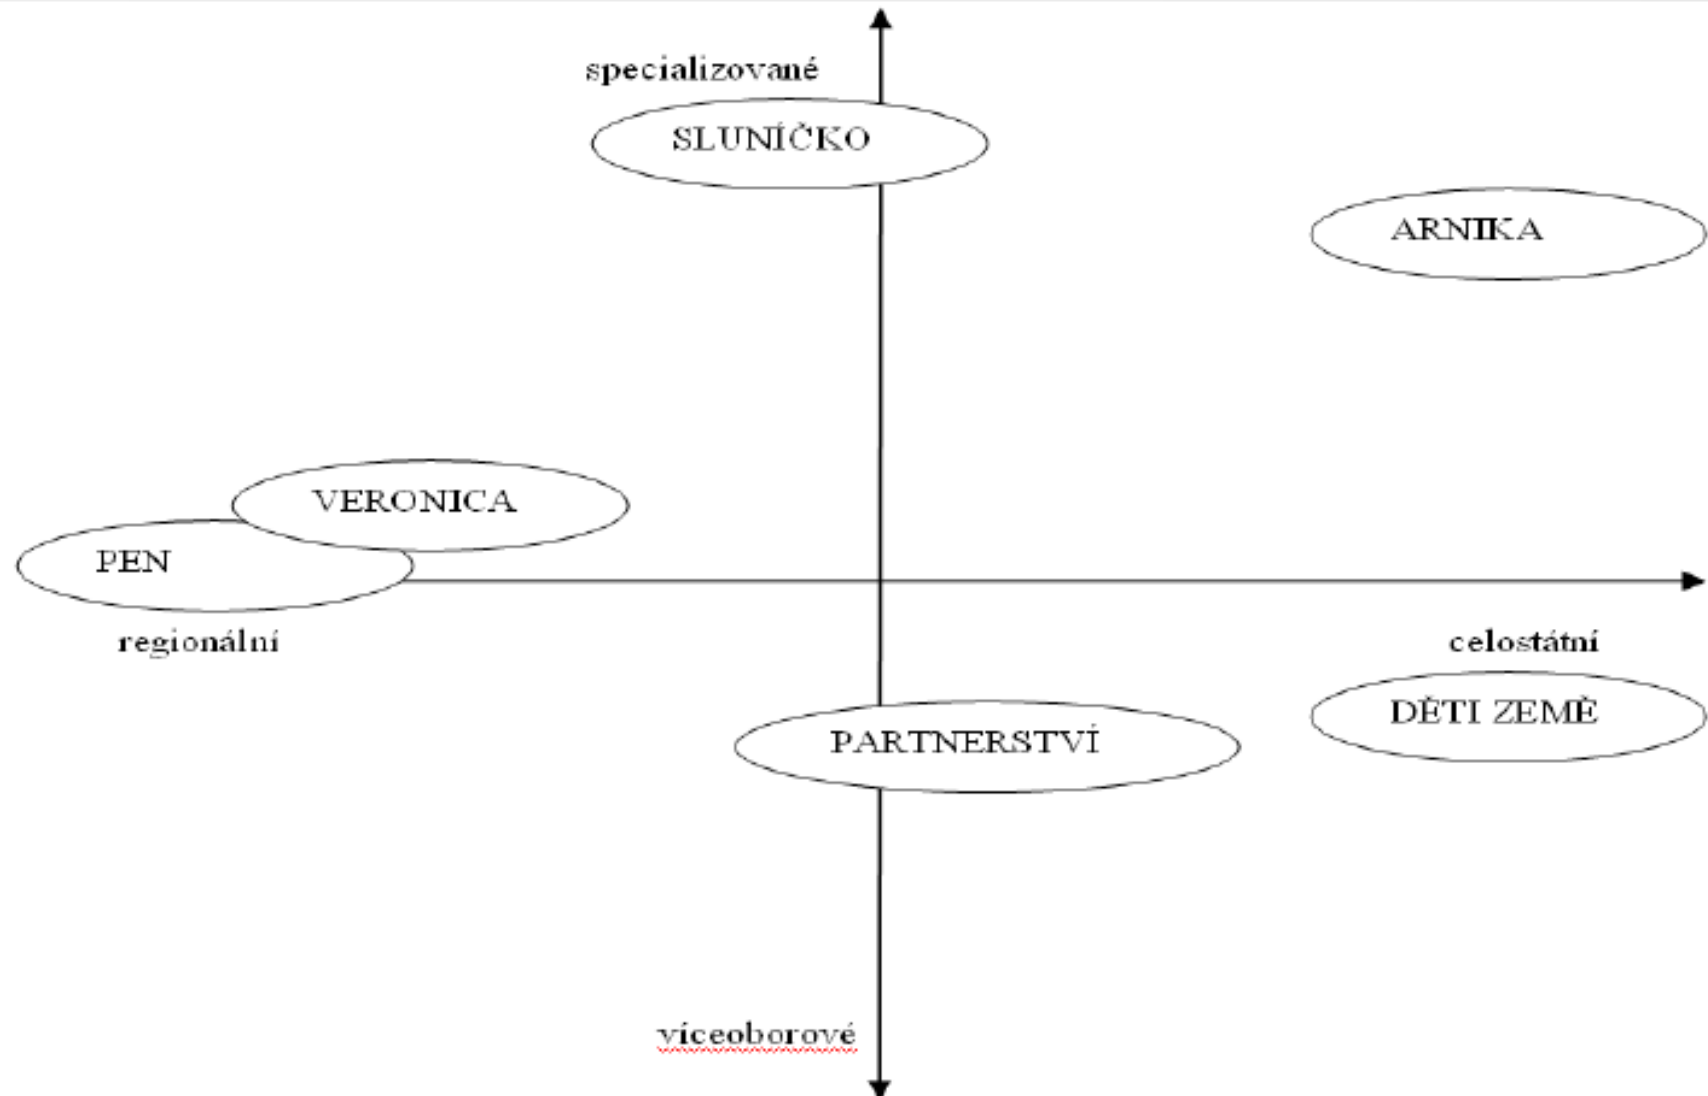 specializované
SLUNÍČKO
ARNIKA
VERONICA
PEN
regionální
celostátní
DĚTI ZEMĚ
PARTNERSTVÍ
víceoborové